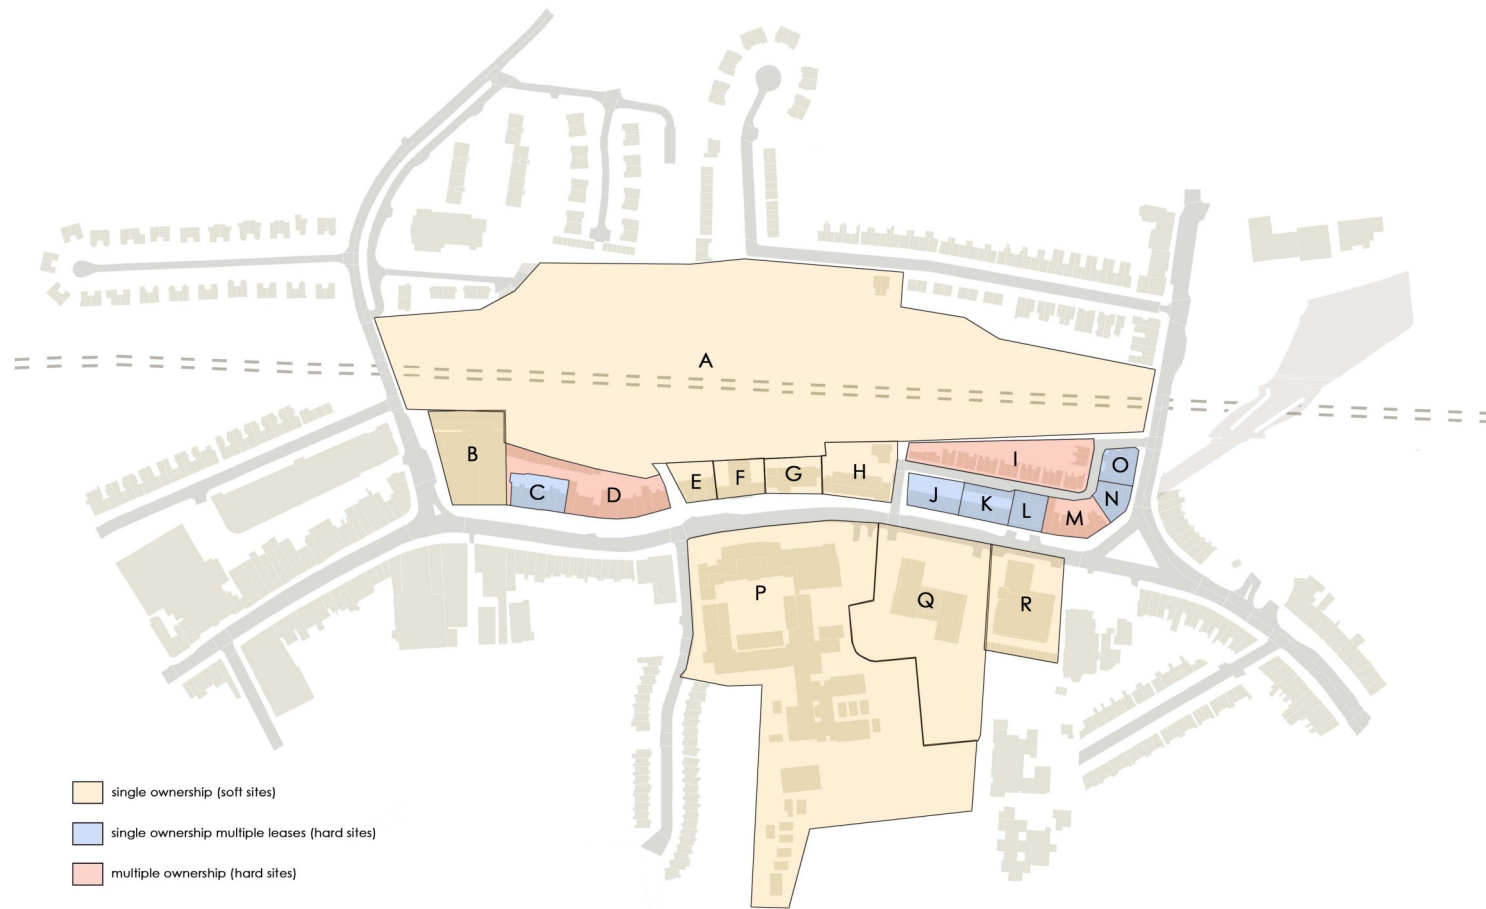 A
B
C
D
E
F
G
H
I
J
K
L
M
N
O
P
Q
R
single ownership (soft sites)
single ownership multiple leases (hard sites)
multiple ownership (hard sites)